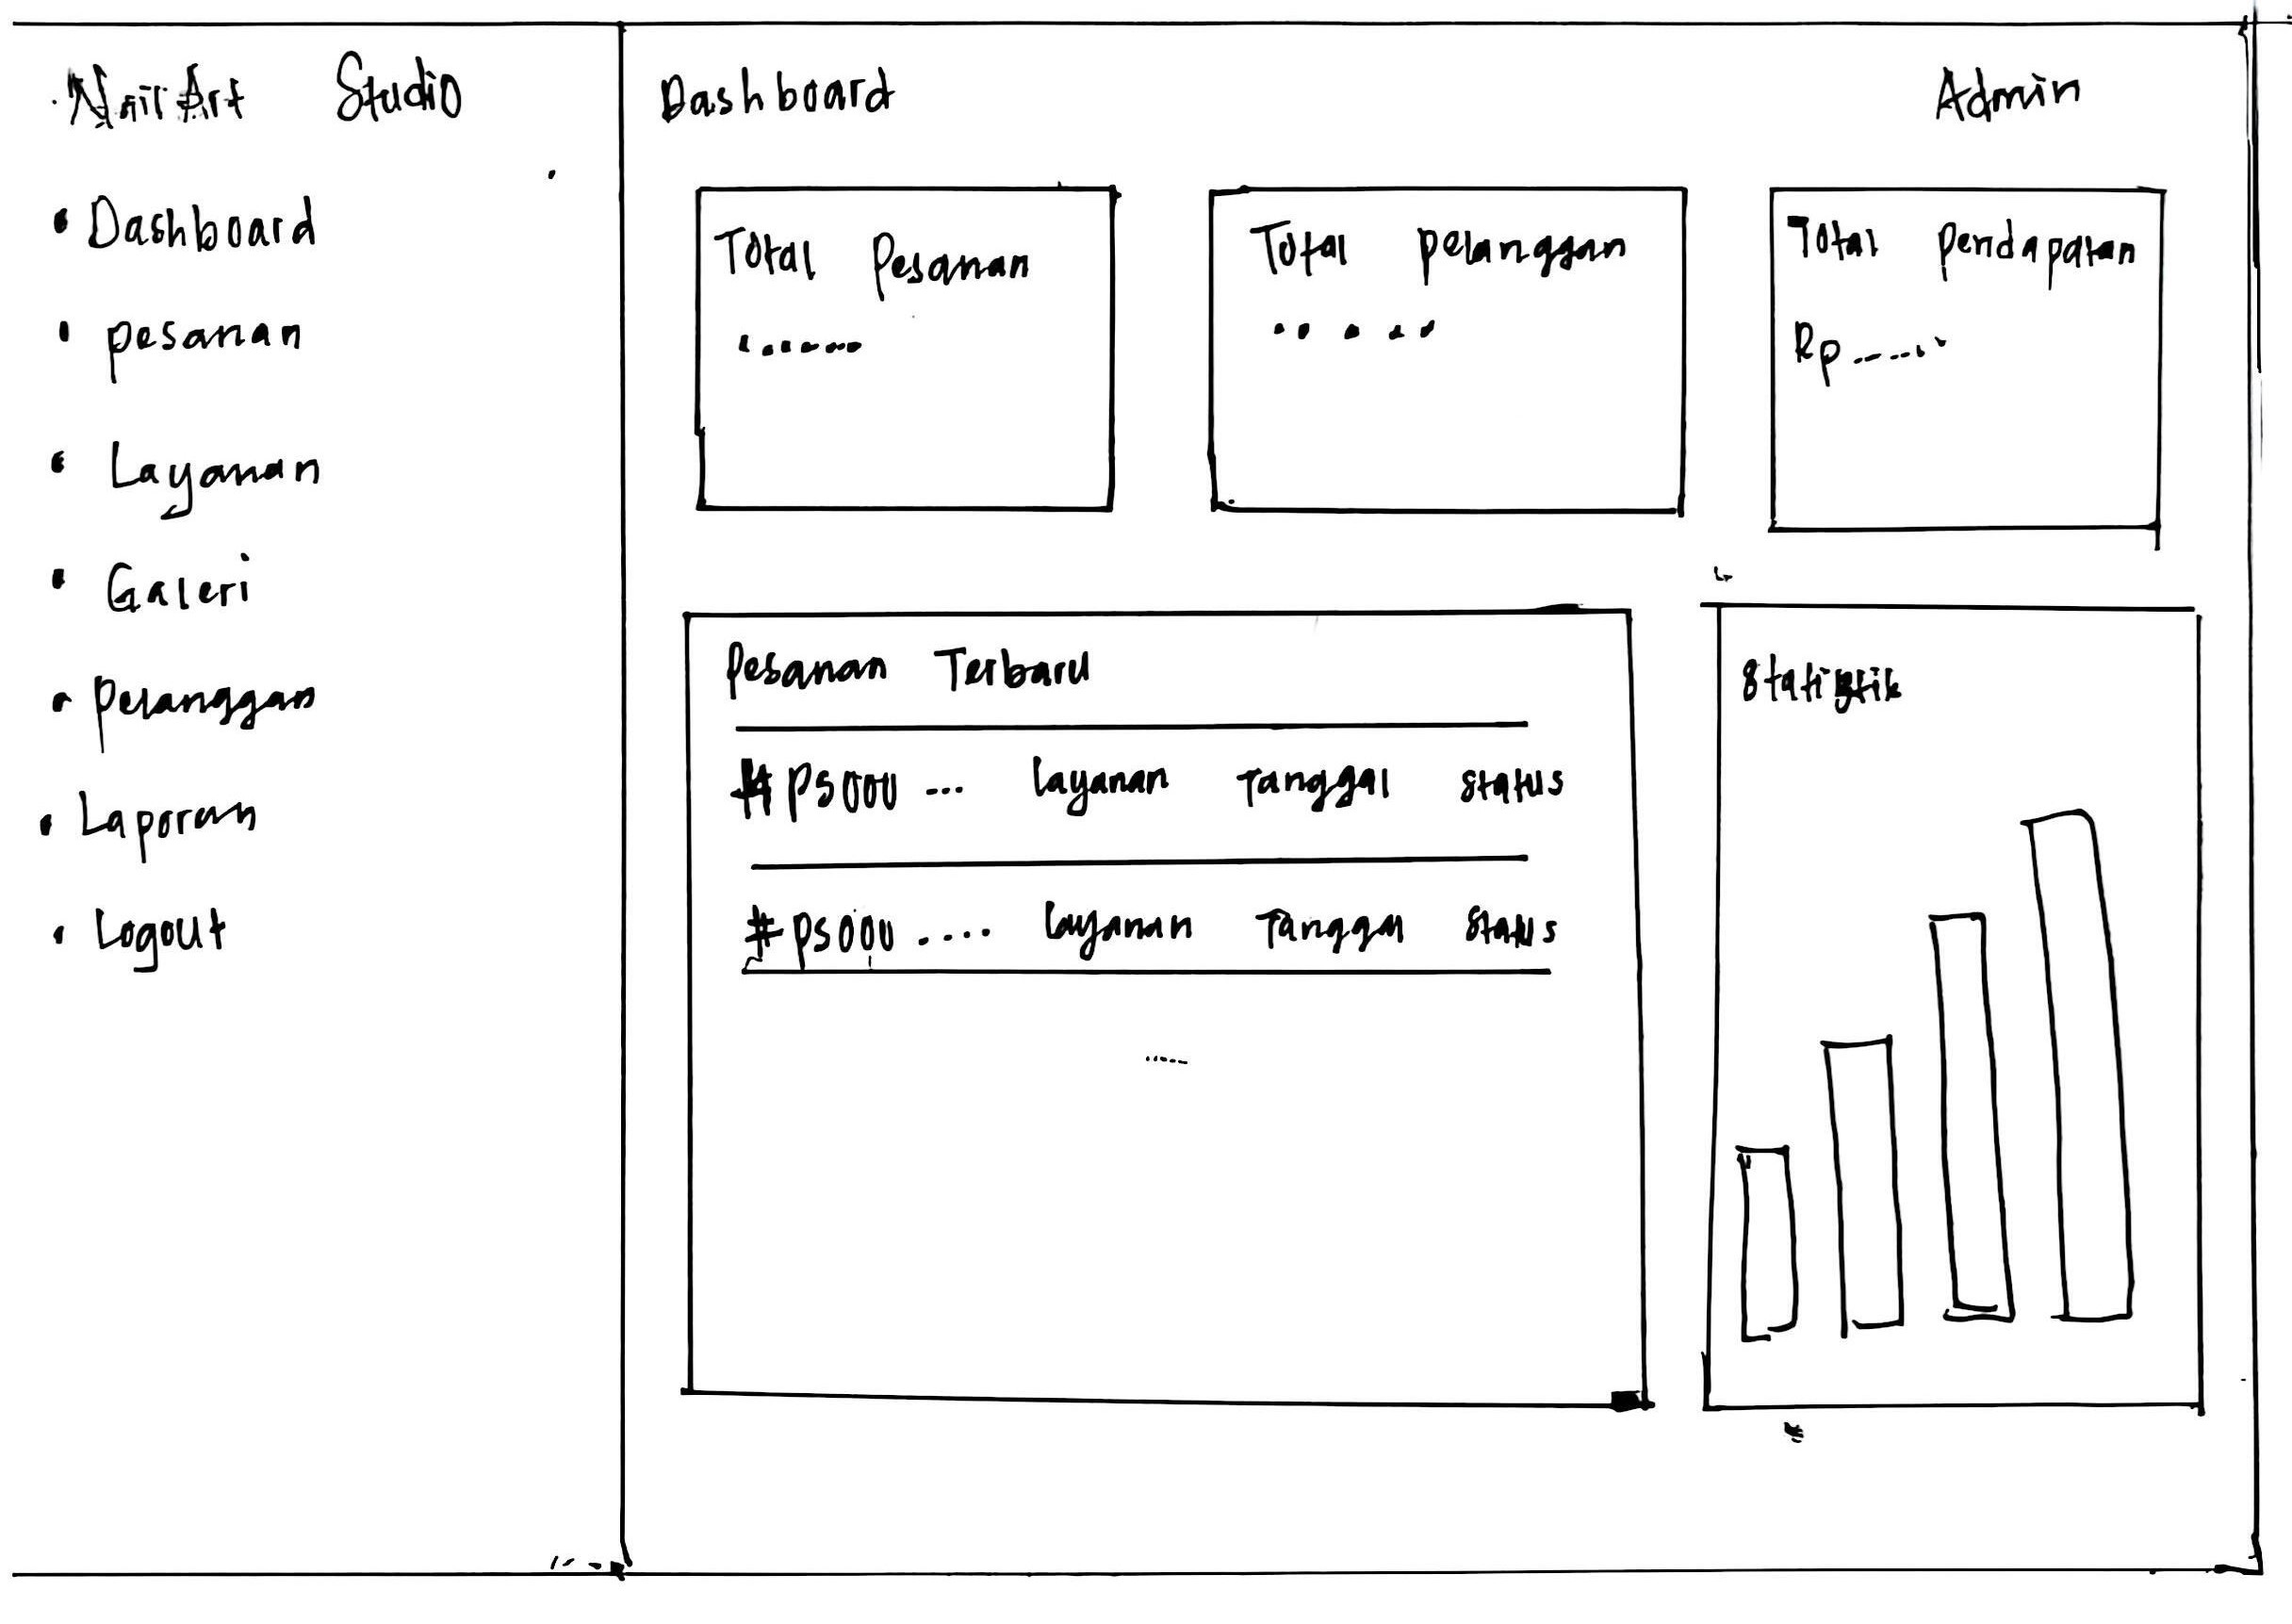 Nail Art Studio
• Dashboard
• pesanan
• Layanan
• Galeri
• Pelanggan
• Laporan
• Logout
Dashboard
Admin
Total Pesanan
......
Total pelanggan
.....
Total pendapatan
Rp ......
Pesanan Terbaru
#PS000 ... layanan Tanggal status
#PS000 .... layanan Tanggal status
.....
Statistik